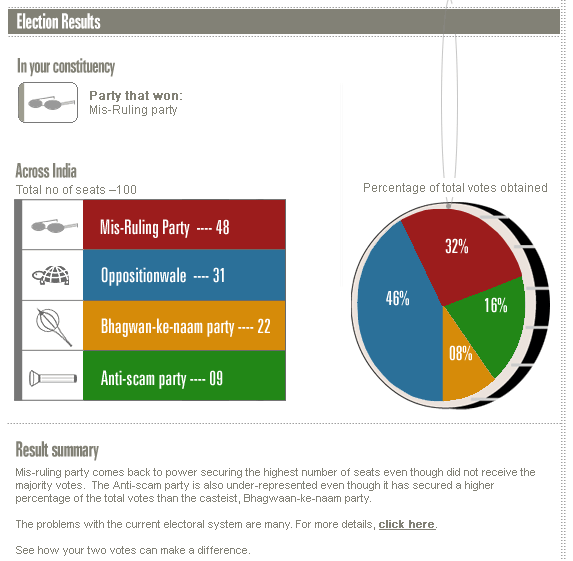 Election Results
In your constituency
Party that won:
Mis-Ruling party
Across India
Total no of seats –100
Mis-Ruling Party ---- 48
Oppositionwale ---- 31
Bhagwan-ke-naam party ---- 22
Anti-scam party ---- 09
Percentage of total votes obtained
32%
46%
16%
08%
Result summary
Mis-ruling party comes back to power securing the highest number of seats even though did not receive the
majority votes. The Anti-scam party is also under-represented even though it has secured a higher
percentage of the total votes than the casteist, Bhagwaan-ke-naam party.
The problems with the current electoral system are many. For more details, click here.
See how your two votes can make a difference.